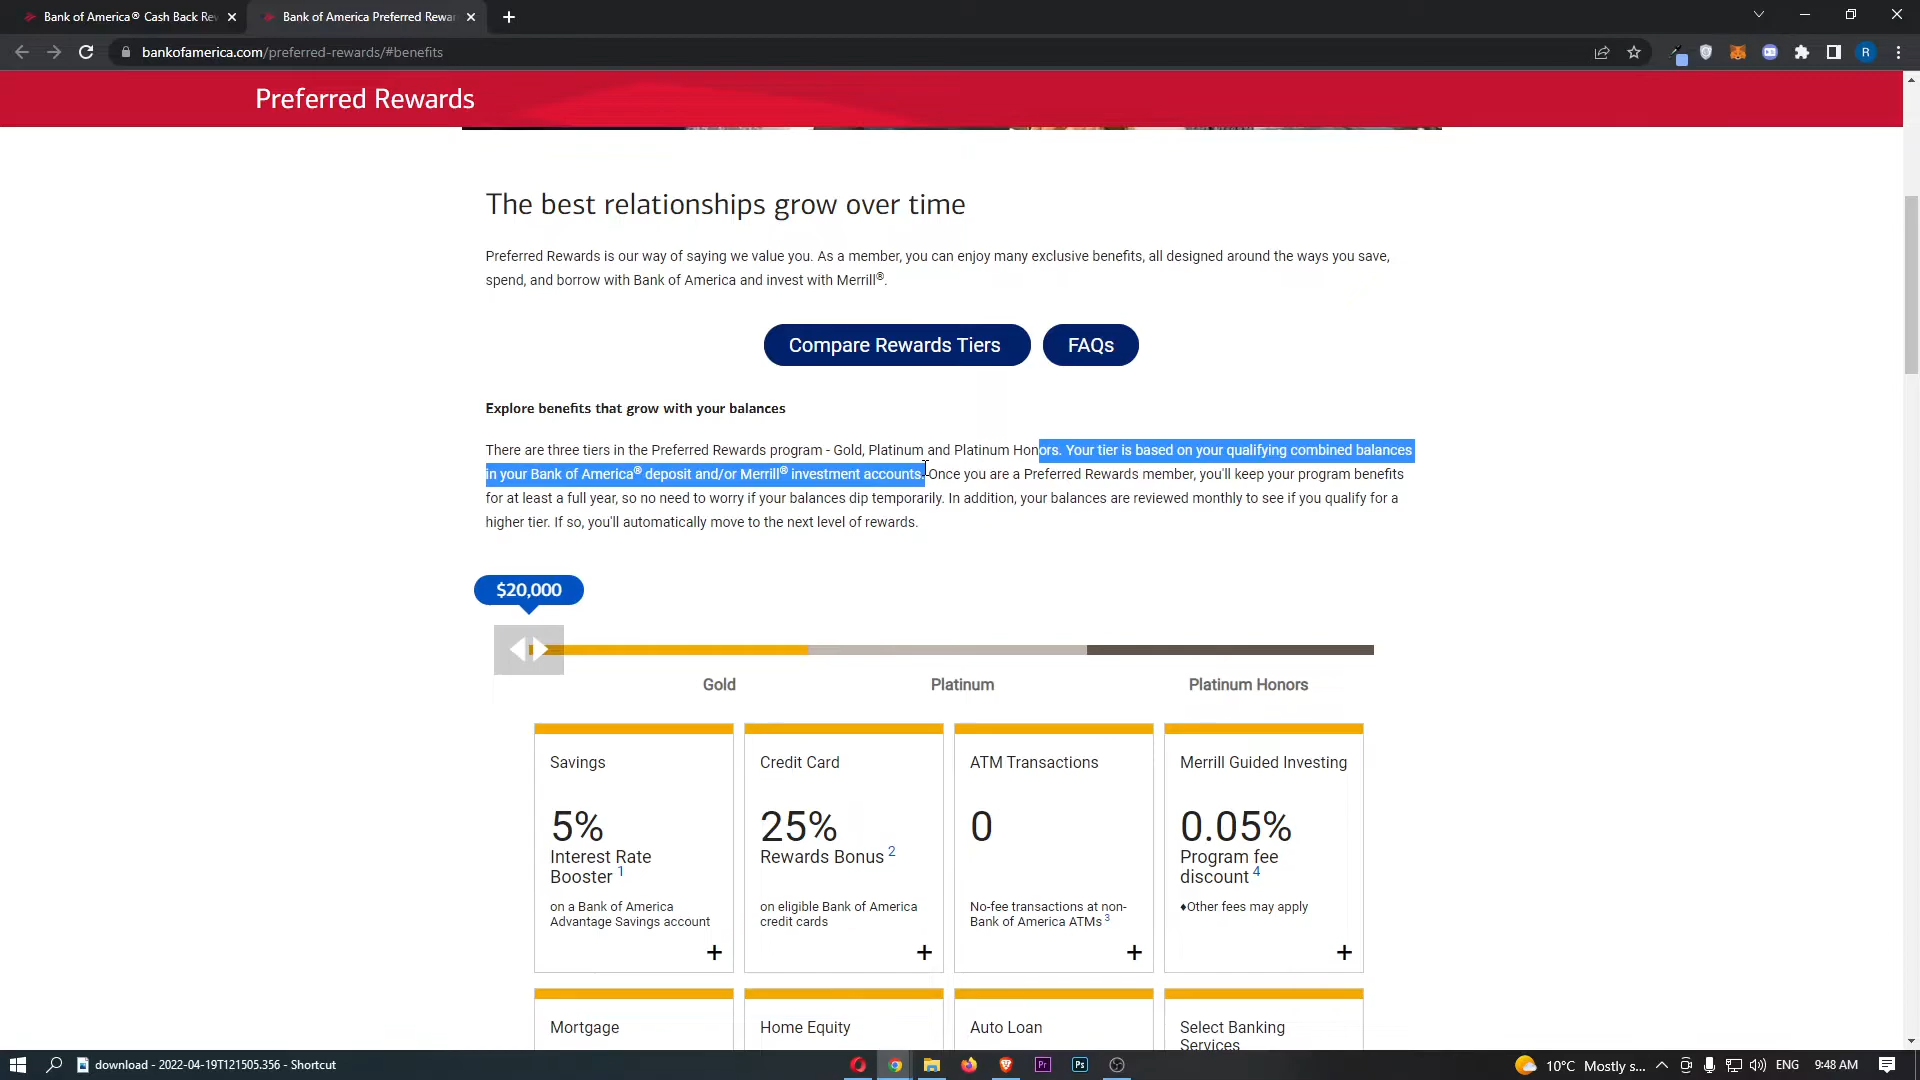 Bank of America® Cash Back Rew
Bank of America Preferred Rewar
bankofamerica.com/preferred-rewards/#benefits
R
Preferred Rewards
The best relationships grow over time
Preferred Rewards is our way of saying we value you. As a member, you can enjoy many exclusive benefits, all designed around the ways you save,
spend, and borrow with Bank of America and invest with Merrill®.
Compare Rewards Tiers
FAQs
Explore benefits that grow with your balances
There are three tiers in the Preferred Rewards program - Gold, Platinum and Platinum Honors. Your tier is based on your qualifying combined balances
in your Bank of America® deposit and/or Merrill® investment accounts. Once you are a Preferred Rewards member, you'll keep your program benefits
for at least a full year, so no need to worry if your balances dip temporarily. In addition, your balances are reviewed monthly to see if you qualify for a
higher tier. If so, you'll automatically move to the next level of rewards.
$20,000
Gold
Platinum
Platinum Honors
Savings
5%
Interest Rate
Booster 1
on a Bank of America
Advantage Savings account
+
Credit Card
25%
Rewards Bonus 2
on eligible Bank of America
credit cards
+
ATM Transactions
0
No-fee transactions at non-
Bank of America ATMs 3
+
Merrill Guided Investing
0.05%
Program fee
discount 4
♦Other fees may apply
+
Mortgage
Home Equity
Auto Loan
Select Banking
Services
download - 2022-04-19T121505.356 - Shortcut
Pr
Ps
10°C Mostly s...
ENG
9:48 AM